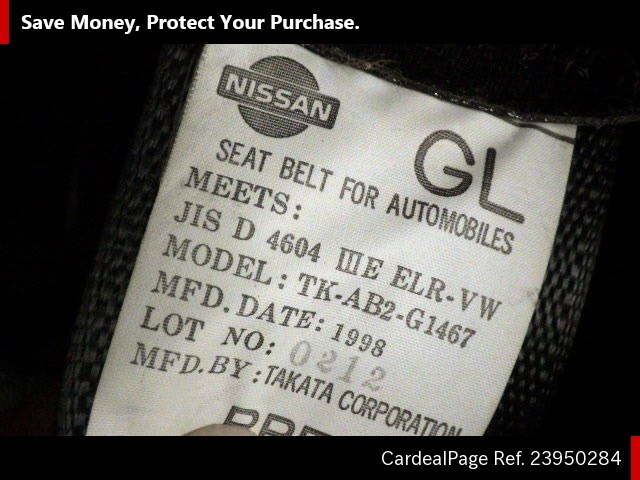 Save Money, Protect Your Purchase.
NISSAN
GL
SEAT BELT FOR AUTOMOBILES
MEETS:
JIS D 4604 ⅢE ELR-VW
MODEL: TK-AB2-G1467
MFD. DATE: 1998
LOT NO: 0212
MFD. BY: TAKATA CORPORATION
CardealPage Ref. 23950284